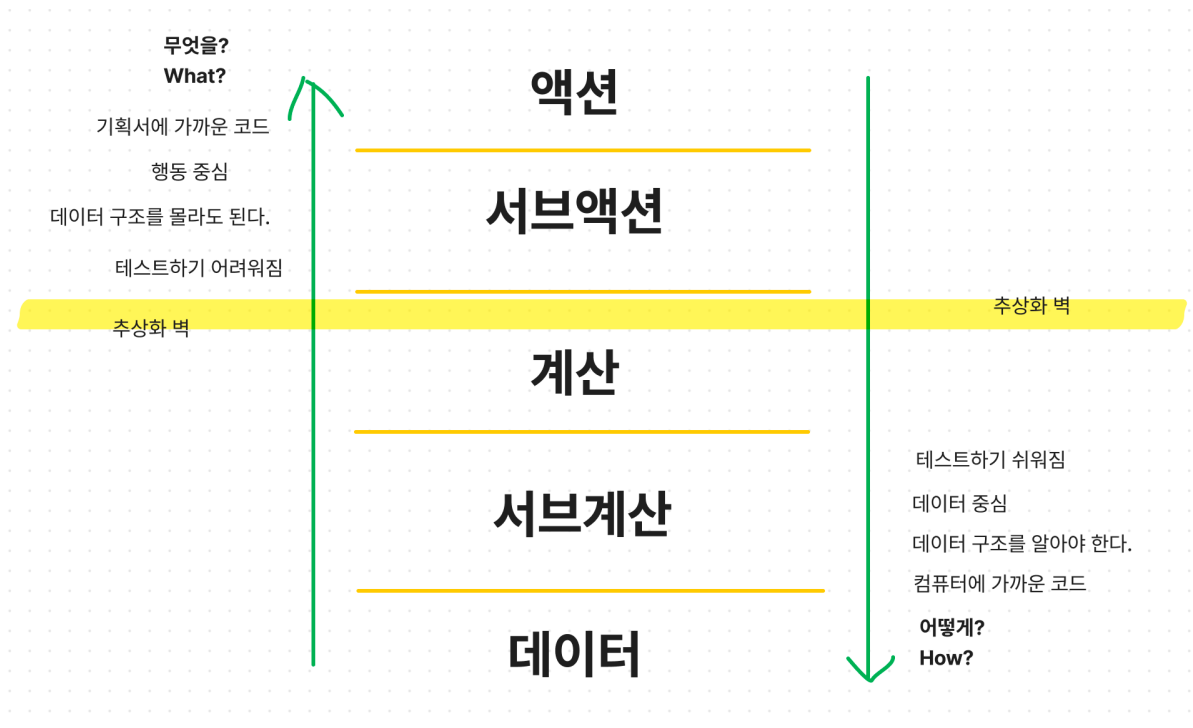 무엇을?
What?
기획서에 가까운 코드
행동 중심
데이터 구조를 몰라도 된다.
테스트하기 어려워짐
추상화 벽
액션
서브액션
계산
서브계산
데이터
추상화 벽
테스트하기 쉬워짐
데이터 중심
데이터 구조를 알아야 한다.
컴퓨터에 가까운 코드
어떻게?
How?